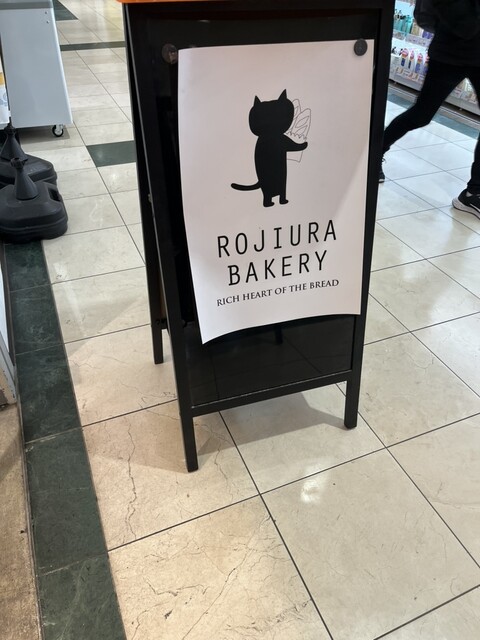 ROJIURA
BAKERY
RICH HEART OF THE BREAD